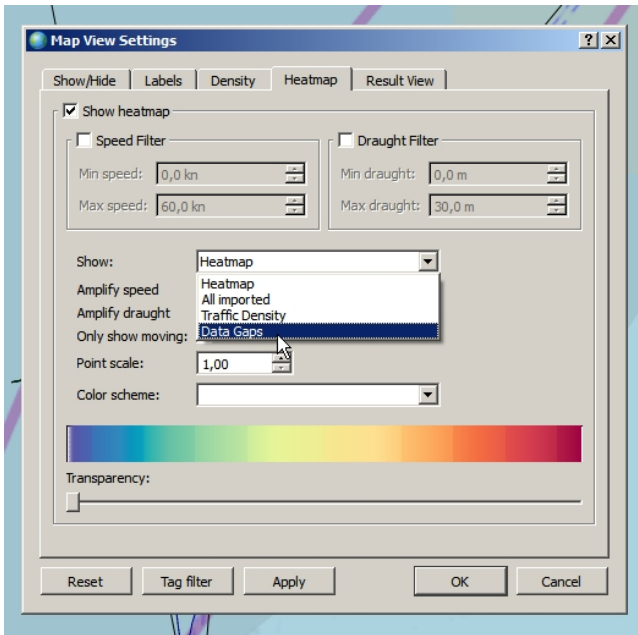 Map View Settings
Show/Hide
Labels
Density
Heatmap
Result View
Show heatmap
Speed Filter
Min speed: 0,0 kn
Max speed: 60,0 kn
Draught Filter
Min draught: 0,0 m
Max draught: 30,0 m
Show: Heatmap
Heatmap
All imported
Traffic Density
Data Gaps
Amplify speed
Amplify draught
Only show moving:
Point scale: 1,00
Color scheme:
Transparency:
Reset
Tag filter
Apply
OK
Cancel